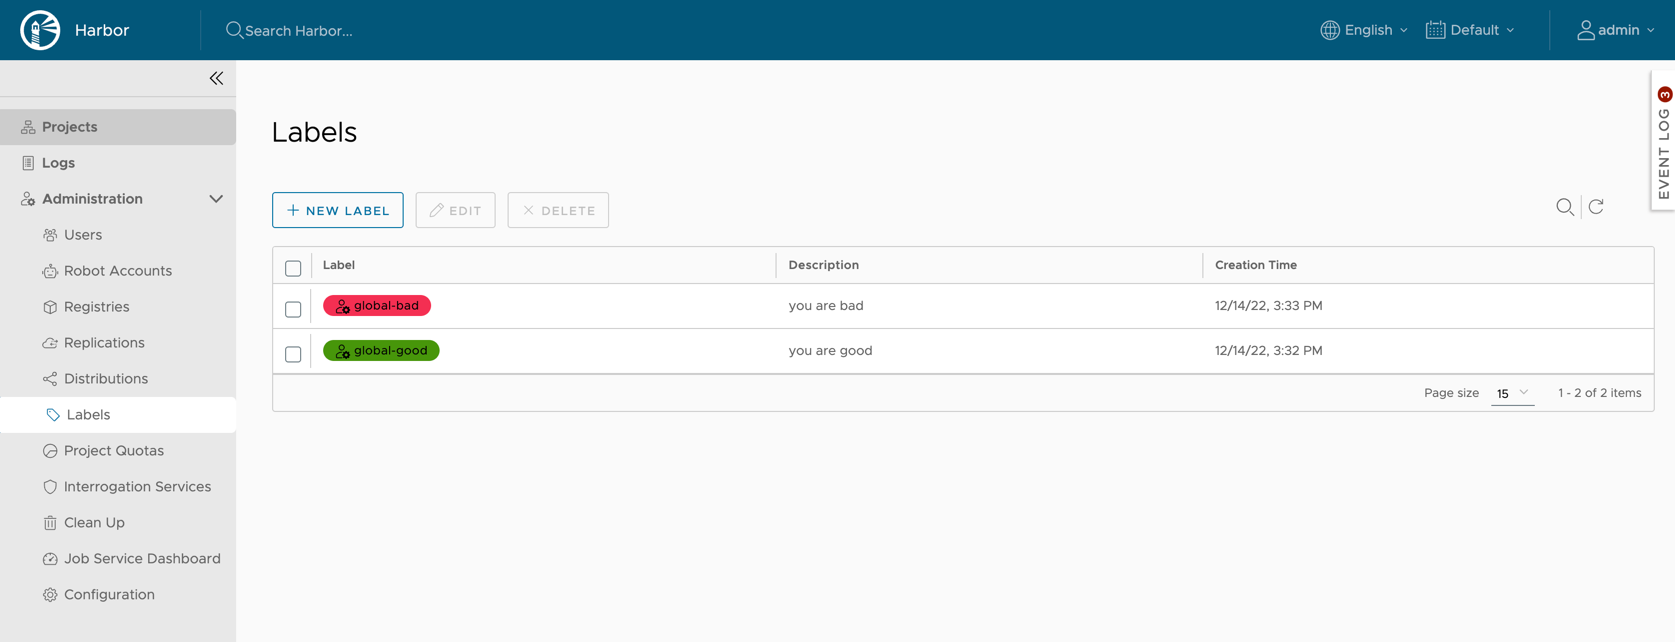 Harbor
Search Harbor...
English
Default
admin
EVENT LOG 3
Projects
Logs
Administration
Users
Robot Accounts
Registries
Replications
Distributions
Labels
Project Quotas
Interrogation Services
Clean Up
Job Service Dashboard
Configuration
Labels
NEW LABEL EDIT DELETE
Label Description Creation Time
global-bad you are bad 12/14/22, 3:33 PM
global-good you are good 12/14/22, 3:32 PM
Page size 15 1 - 2 of 2 items